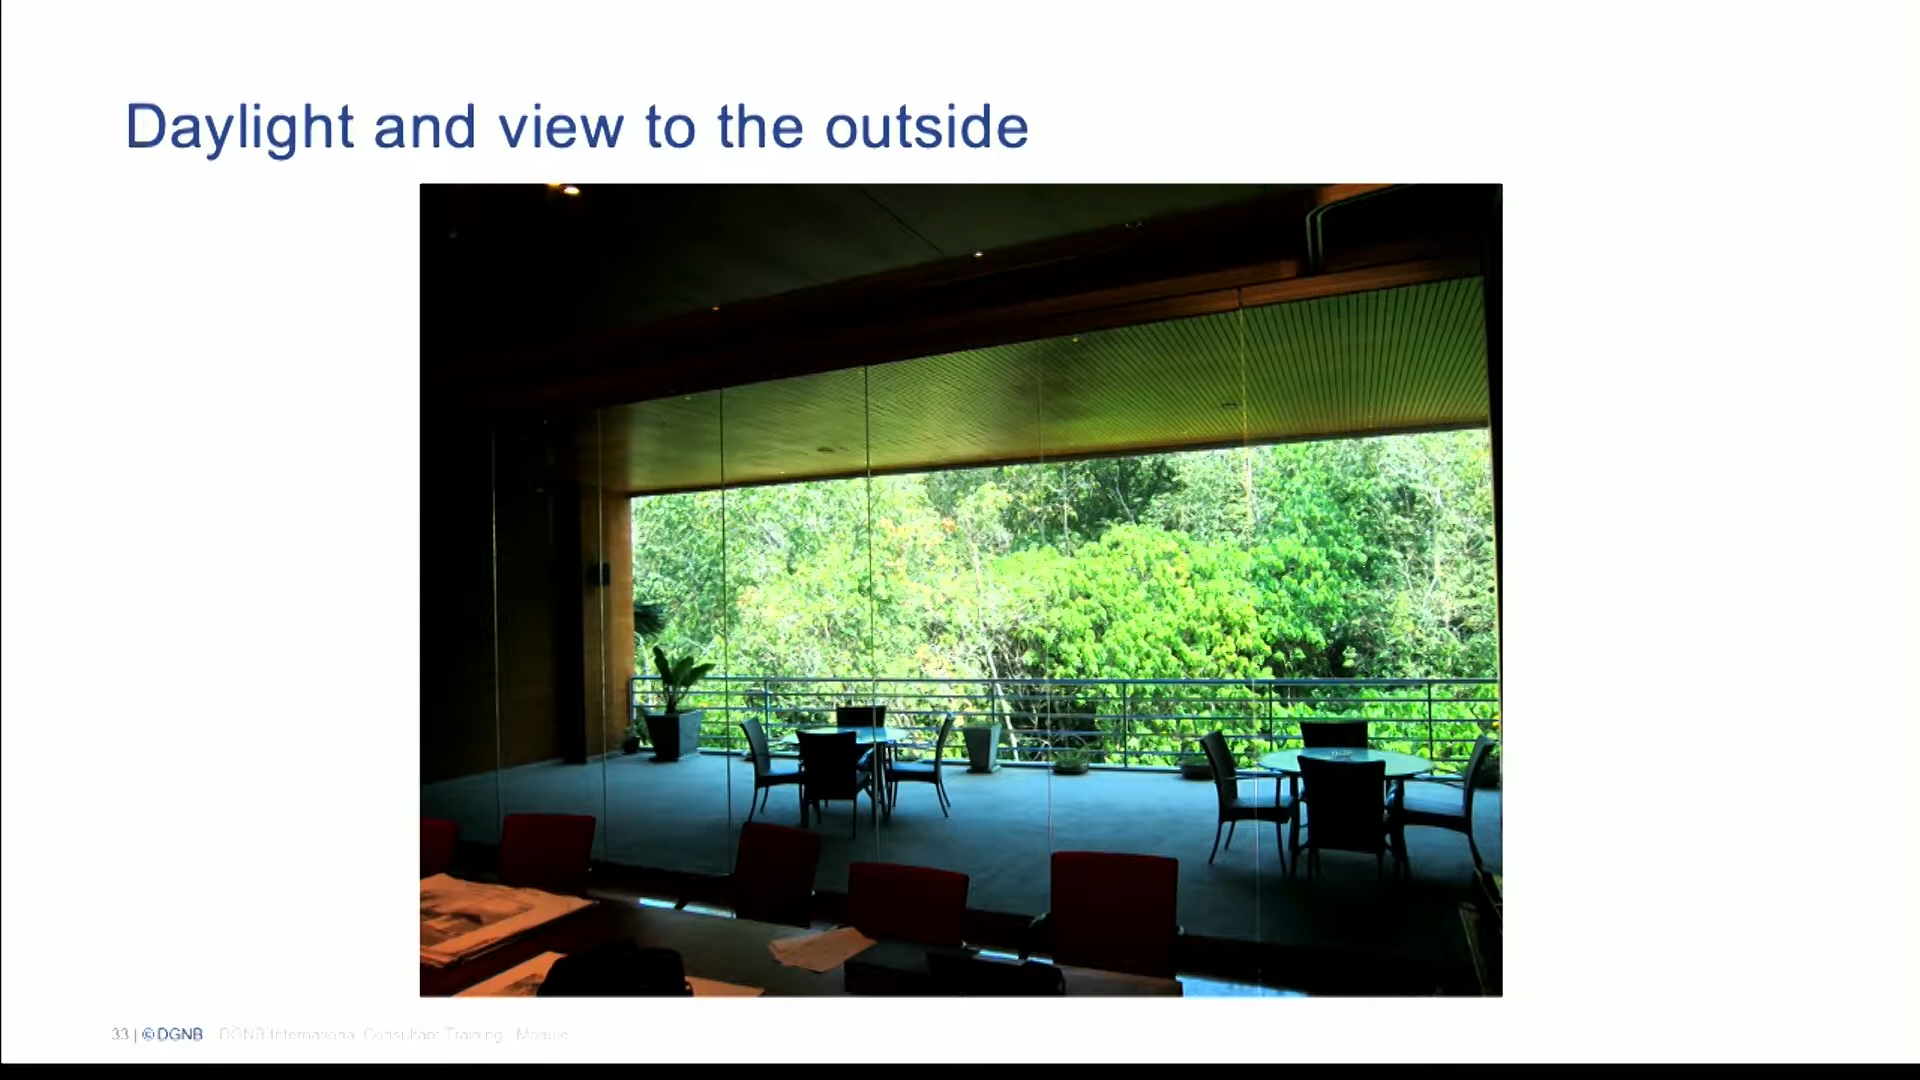 Daylight and view to the outside
33 | © DGNB DGNB International Consultant Training - Module